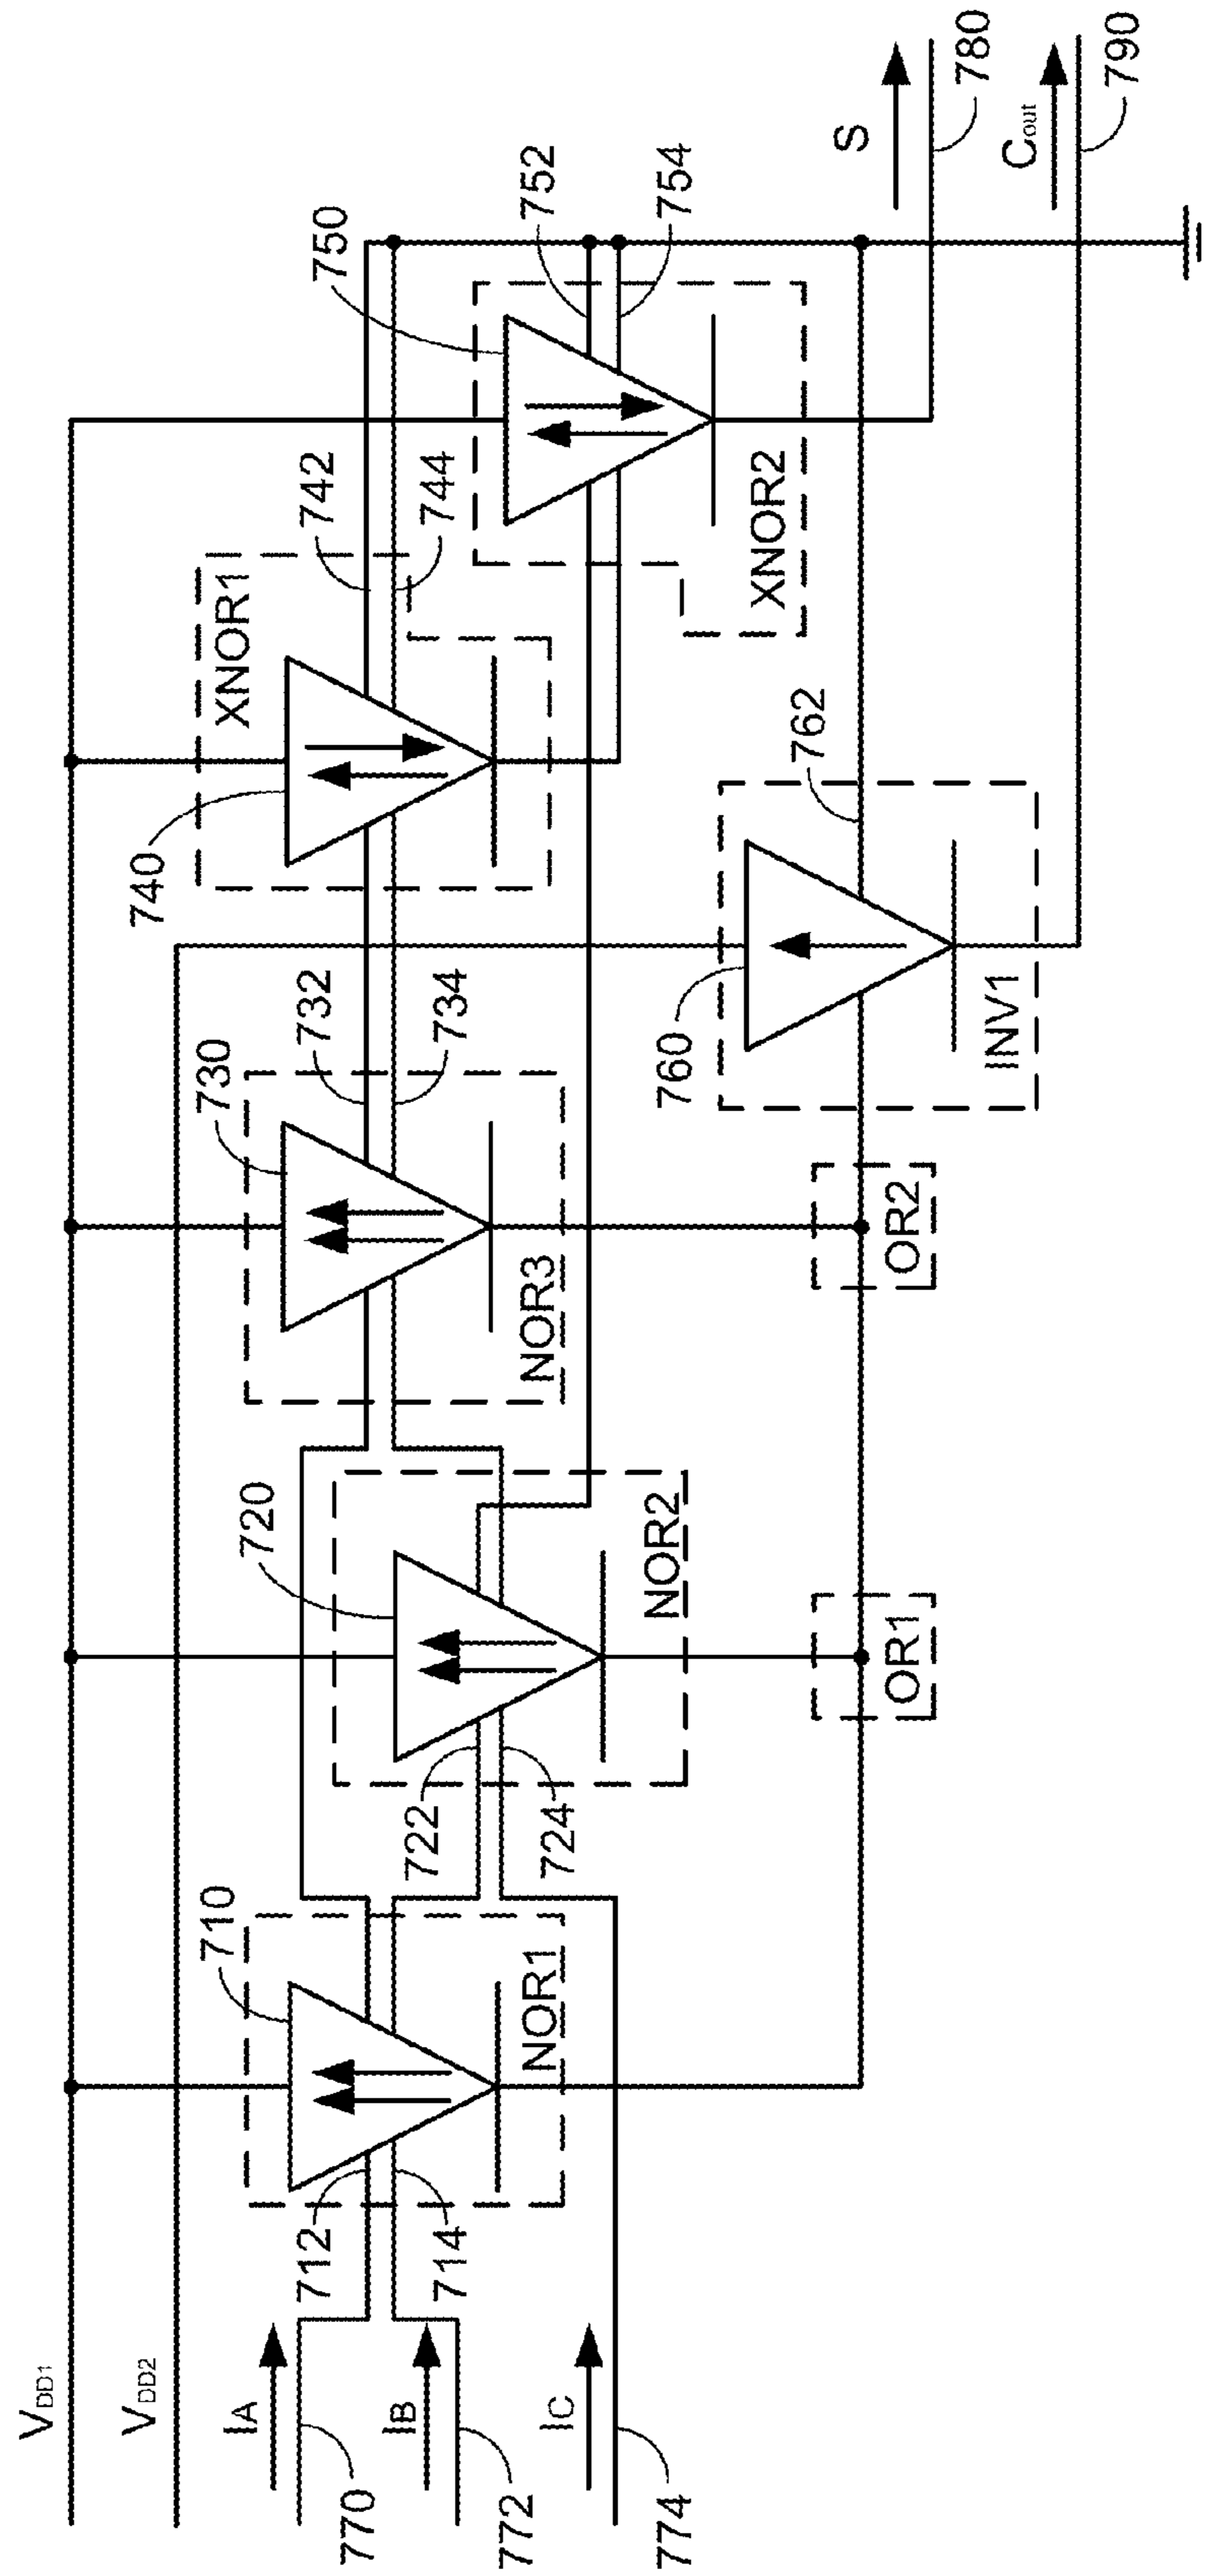 VDD1
VDD2
IA
IB
IC
770
772
774
710
712
714
NOR1
720
722
724
NOR2
OR1
730
732
734
NOR3
OR2
740
742
744
XNOR1
760
762
INV1
750
752
754
XNOR2
S
780
Cout
790